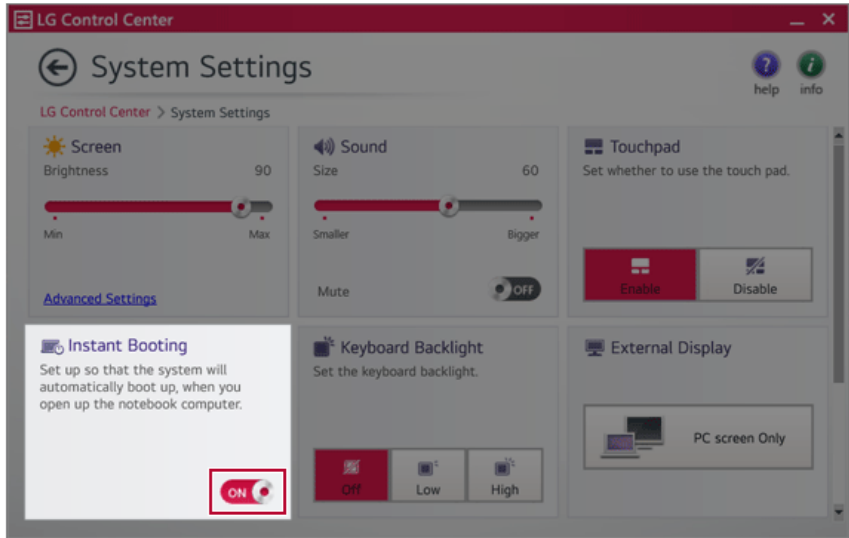 LG Control Center
System Settings
help
info
LG Control Center > System Settings
Screen
Brightness 90
Min Max
Advanced Settings
Sound
Size 60
Smaller Bigger
Mute OFF
Touchpad
Set whether to use the touch pad.
Enable Disable
Instant Booting
Set up so that the system will
automatically boot up, when you
open up the notebook computer.
ON
Keyboard Backlight
Set the keyboard backlight.
Off Low High
External Display
PC screen Only